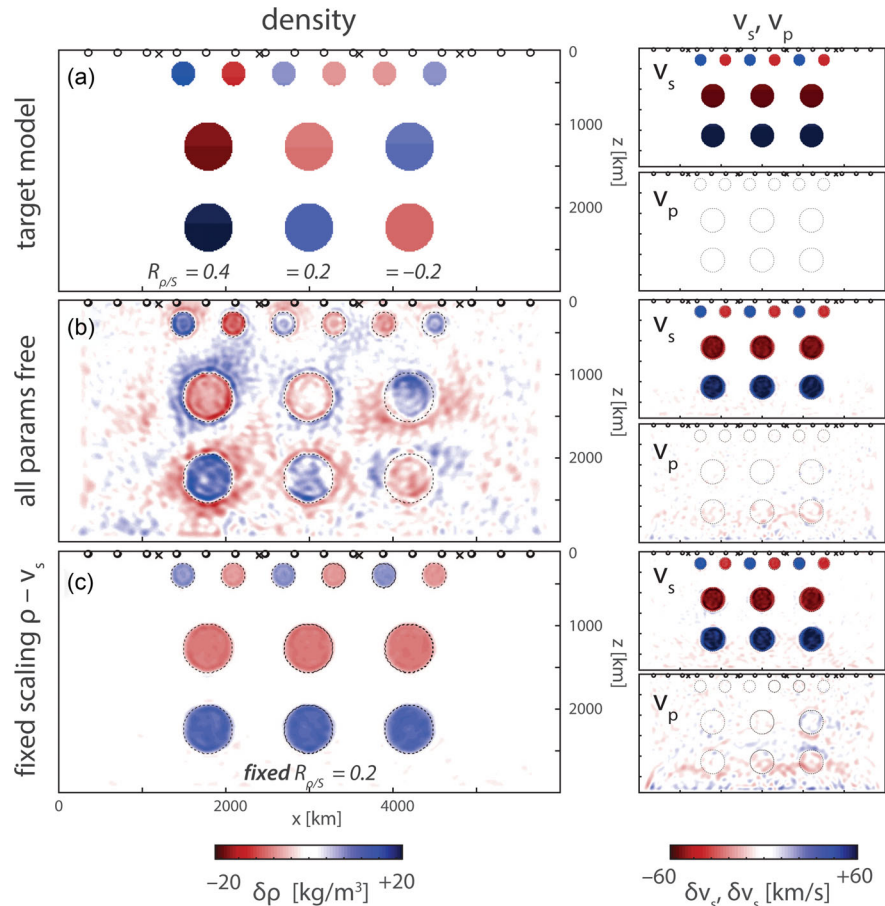 density
v_s, v_p
target model
(a)
0
1000
2000
z [km]
R_ρ/S = 0.4
= 0.2
= –0.2
v_s
v_p
all params free
(b)
0
1000
2000
z [km]
v_s
v_p
fixed scaling ρ – v_s
(c)
0
1000
2000
z [km]
fixed R_ρ/S = 0.2
v_s
v_p
0
2000
4000
x [km]
–20
δρ [kg/m³]
+20
–60
δv_s, δv_s [km/s]
+60